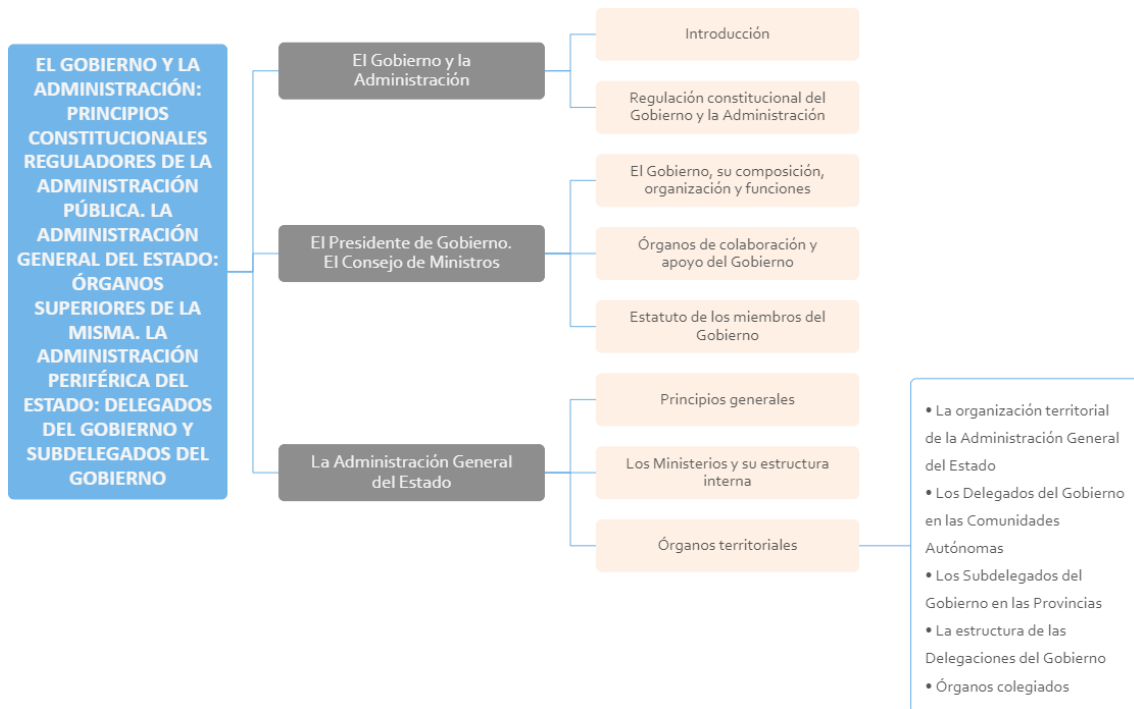 EL GOBIERNO Y LA
ADMINISTRACIÓN:
PRINCIPIOS
CONSTITUCIONALES
REGULADORES DE LA
ADMINISTRACIÓN
PÚBLICA. LA
ADMINISTRACIÓN
GENERAL DEL ESTADO:
ÓRGANOS
SUPERIORES DE LA
MISMA. LA
ADMINISTRACIÓN
PERIFÉRICA DEL
ESTADO: DELEGADOS
DEL GOBIERNO Y
SUBDELEGADOS DEL
GOBIERNO
El Gobierno y la
Administración
Introducción
Regulación constitucional del
Gobierno y la Administración
El Presidente de Gobierno.
El Consejo de Ministros
El Gobierno, su composición,
organización y funciones
Órganos de colaboración y
apoyo del Gobierno
Estatuto de los miembros del
Gobierno
La Administración General
del Estado
Principios generales
Los Ministerios y su estructura
interna
Órganos territoriales
• La organización territorial
de la Administración General
del Estado
• Los Delegados del Gobierno
en las Comunidades
Autónomas
• Los Subdelegados del
Gobierno en las Provincias
• La estructura de las
Delegaciones del Gobierno
• Órganos colegiados